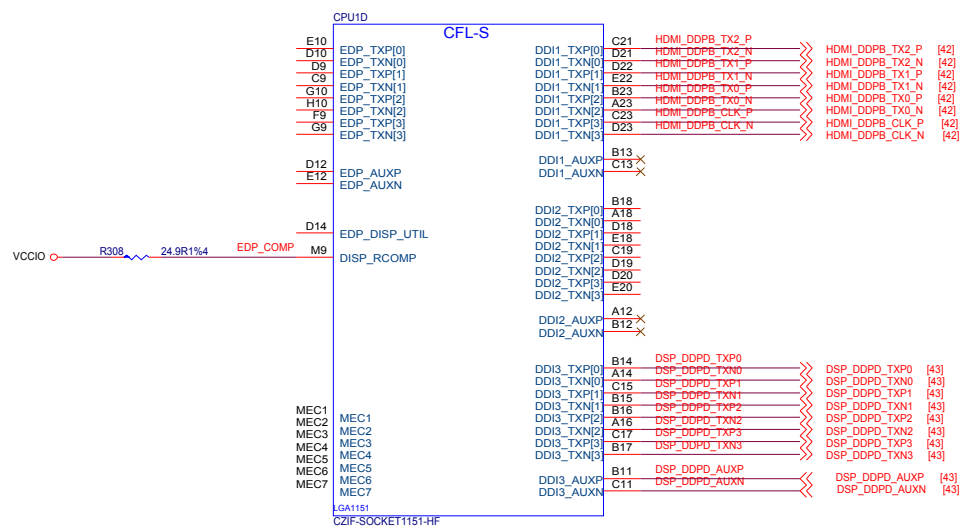 CPU1D
CFL-S
E10 EDP_TXP[0] DDI1_TXP[0] C21 HDMI_DDPB_TX2_P HDMI_DDPB_TX2_P [42]
D10 EDP_TXN[0] DDI1_TXN[0] D21 HDMI_DDPB_TX2_N HDMI_DDPB_TX2_N [42]
D9 EDP_TXP[1] DDI1_TXP[1] D22 HDMI_DDPB_TX1_P HDMI_DDPB_TX1_P [42]
C9 EDP_TXN[1] DDI1_TXN[1] E22 HDMI_DDPB_TX1_N HDMI_DDPB_TX1_N [42]
G10 EDP_TXP[2] DDI1_TXP[2] B23 HDMI_DDPB_TX0_P HDMI_DDPB_TX0_P [42]
H10 EDP_TXN[2] DDI1_TXN[2] A23 HDMI_DDPB_TX0_N HDMI_DDPB_TX0_N [42]
F9 EDP_TXP[3] DDI1_TXP[3] C23 HDMI_DDPB_CLK_P HDMI_DDPB_CLK_P [42]
G9 EDP_TXN[3] DDI1_TXN[3] D23 HDMI_DDPB_CLK_N HDMI_DDPB_CLK_N [42]
DDI1_AUXP B13
D12 EDP_AUXP DDI1_AUXN C13
E12 EDP_AUXN
DDI2_TXP[0] B18
DDI2_TXN[0] A18
D14 EDP_DISP_UTIL DDI2_TXP[1] D18
DDI2_TXN[1] E18
VCCIO R308 24.9R1%4 EDP_COMP M9 DISP_RCOMP DDI2_TXP[2] C19
DDI2_TXN[2] D19
DDI2_TXP[3] D20
DDI2_TXN[3] E20
DDI2_AUXP A12
DDI2_AUXN B12
DDI3_TXP[0] B14 DSP_DDPD_TXP0 DSP_DDPD_TXP0 [43]
DDI3_TXN[0] A14 DSP_DDPD_TXN0 DSP_DDPD_TXN0 [43]
DDI3_TXP[1] C15 DSP_DDPD_TXP1 DSP_DDPD_TXP1 [43]
DDI3_TXN[1] B15 DSP_DDPD_TXN1 DSP_DDPD_TXN1 [43]
MEC1 MEC1 DDI3_TXP[2] B16 DSP_DDPD_TXP2 DSP_DDPD_TXP2 [43]
MEC2 MEC2 DDI3_TXN[2] A16 DSP_DDPD_TXN2 DSP_DDPD_TXN2 [43]
MEC3 MEC3 DDI3_TXP[3] C17 DSP_DDPD_TXP3 DSP_DDPD_TXP3 [43]
MEC4 MEC4 DDI3_TXN[3] B17 DSP_DDPD_TXN3 DSP_DDPD_TXN3 [43]
MEC5 MEC5
MEC6 MEC6 DDI3_AUXP B11 DSP_DDPD_AUXP DSP_DDPD_AUXP [43]
MEC7 MEC7 DDI3_AUXN C11 DSP_DDPD_AUXN DSP_DDPD_AUXN [43]
LGA1151
CZIF-SOCKET1151-HF